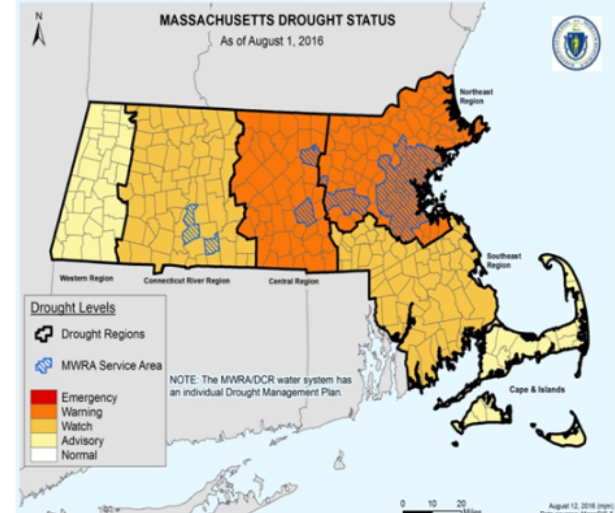 MASSACHUSETTS DROUGHT STATUS
As of August 1, 2016
N
Northeast
Region
Western Region
Connecticut River Region
Central Region
Southeast
Region
Cape & Islands
Drought Levels
Drought Regions
MWRA Service Area
Emergency
Warning
Watch
Advisory
Normal
NOTE: The MWRA/DCR water system has
an individual Drought Management Plan.
0 10 20
Miles
August 12, 2016